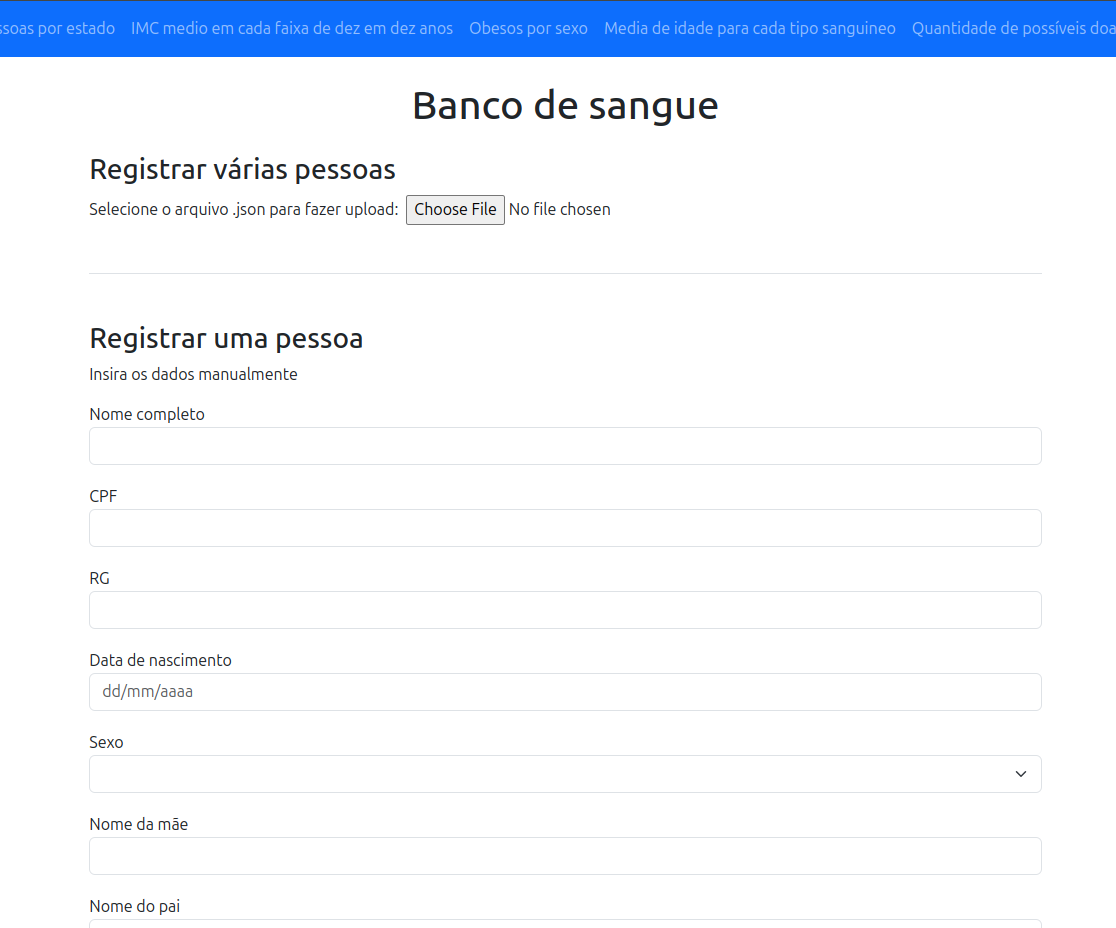 por estado IMC medio em cada faixa de dez em dez anos Obesos por sexo Media de idade para cada tipo sanguineo Quantidade de possíveis
Banco de sangue
Registrar várias pessoas
Selecione o arquivo .json para fazer upload: Choose File No file chosen
Registrar uma pessoa
Insira os dados manualmente
Nome completo
CPF
RG
Data de nascimento
dd/mm/aaaa
Sexo
Nome da mãe
Nome do pai